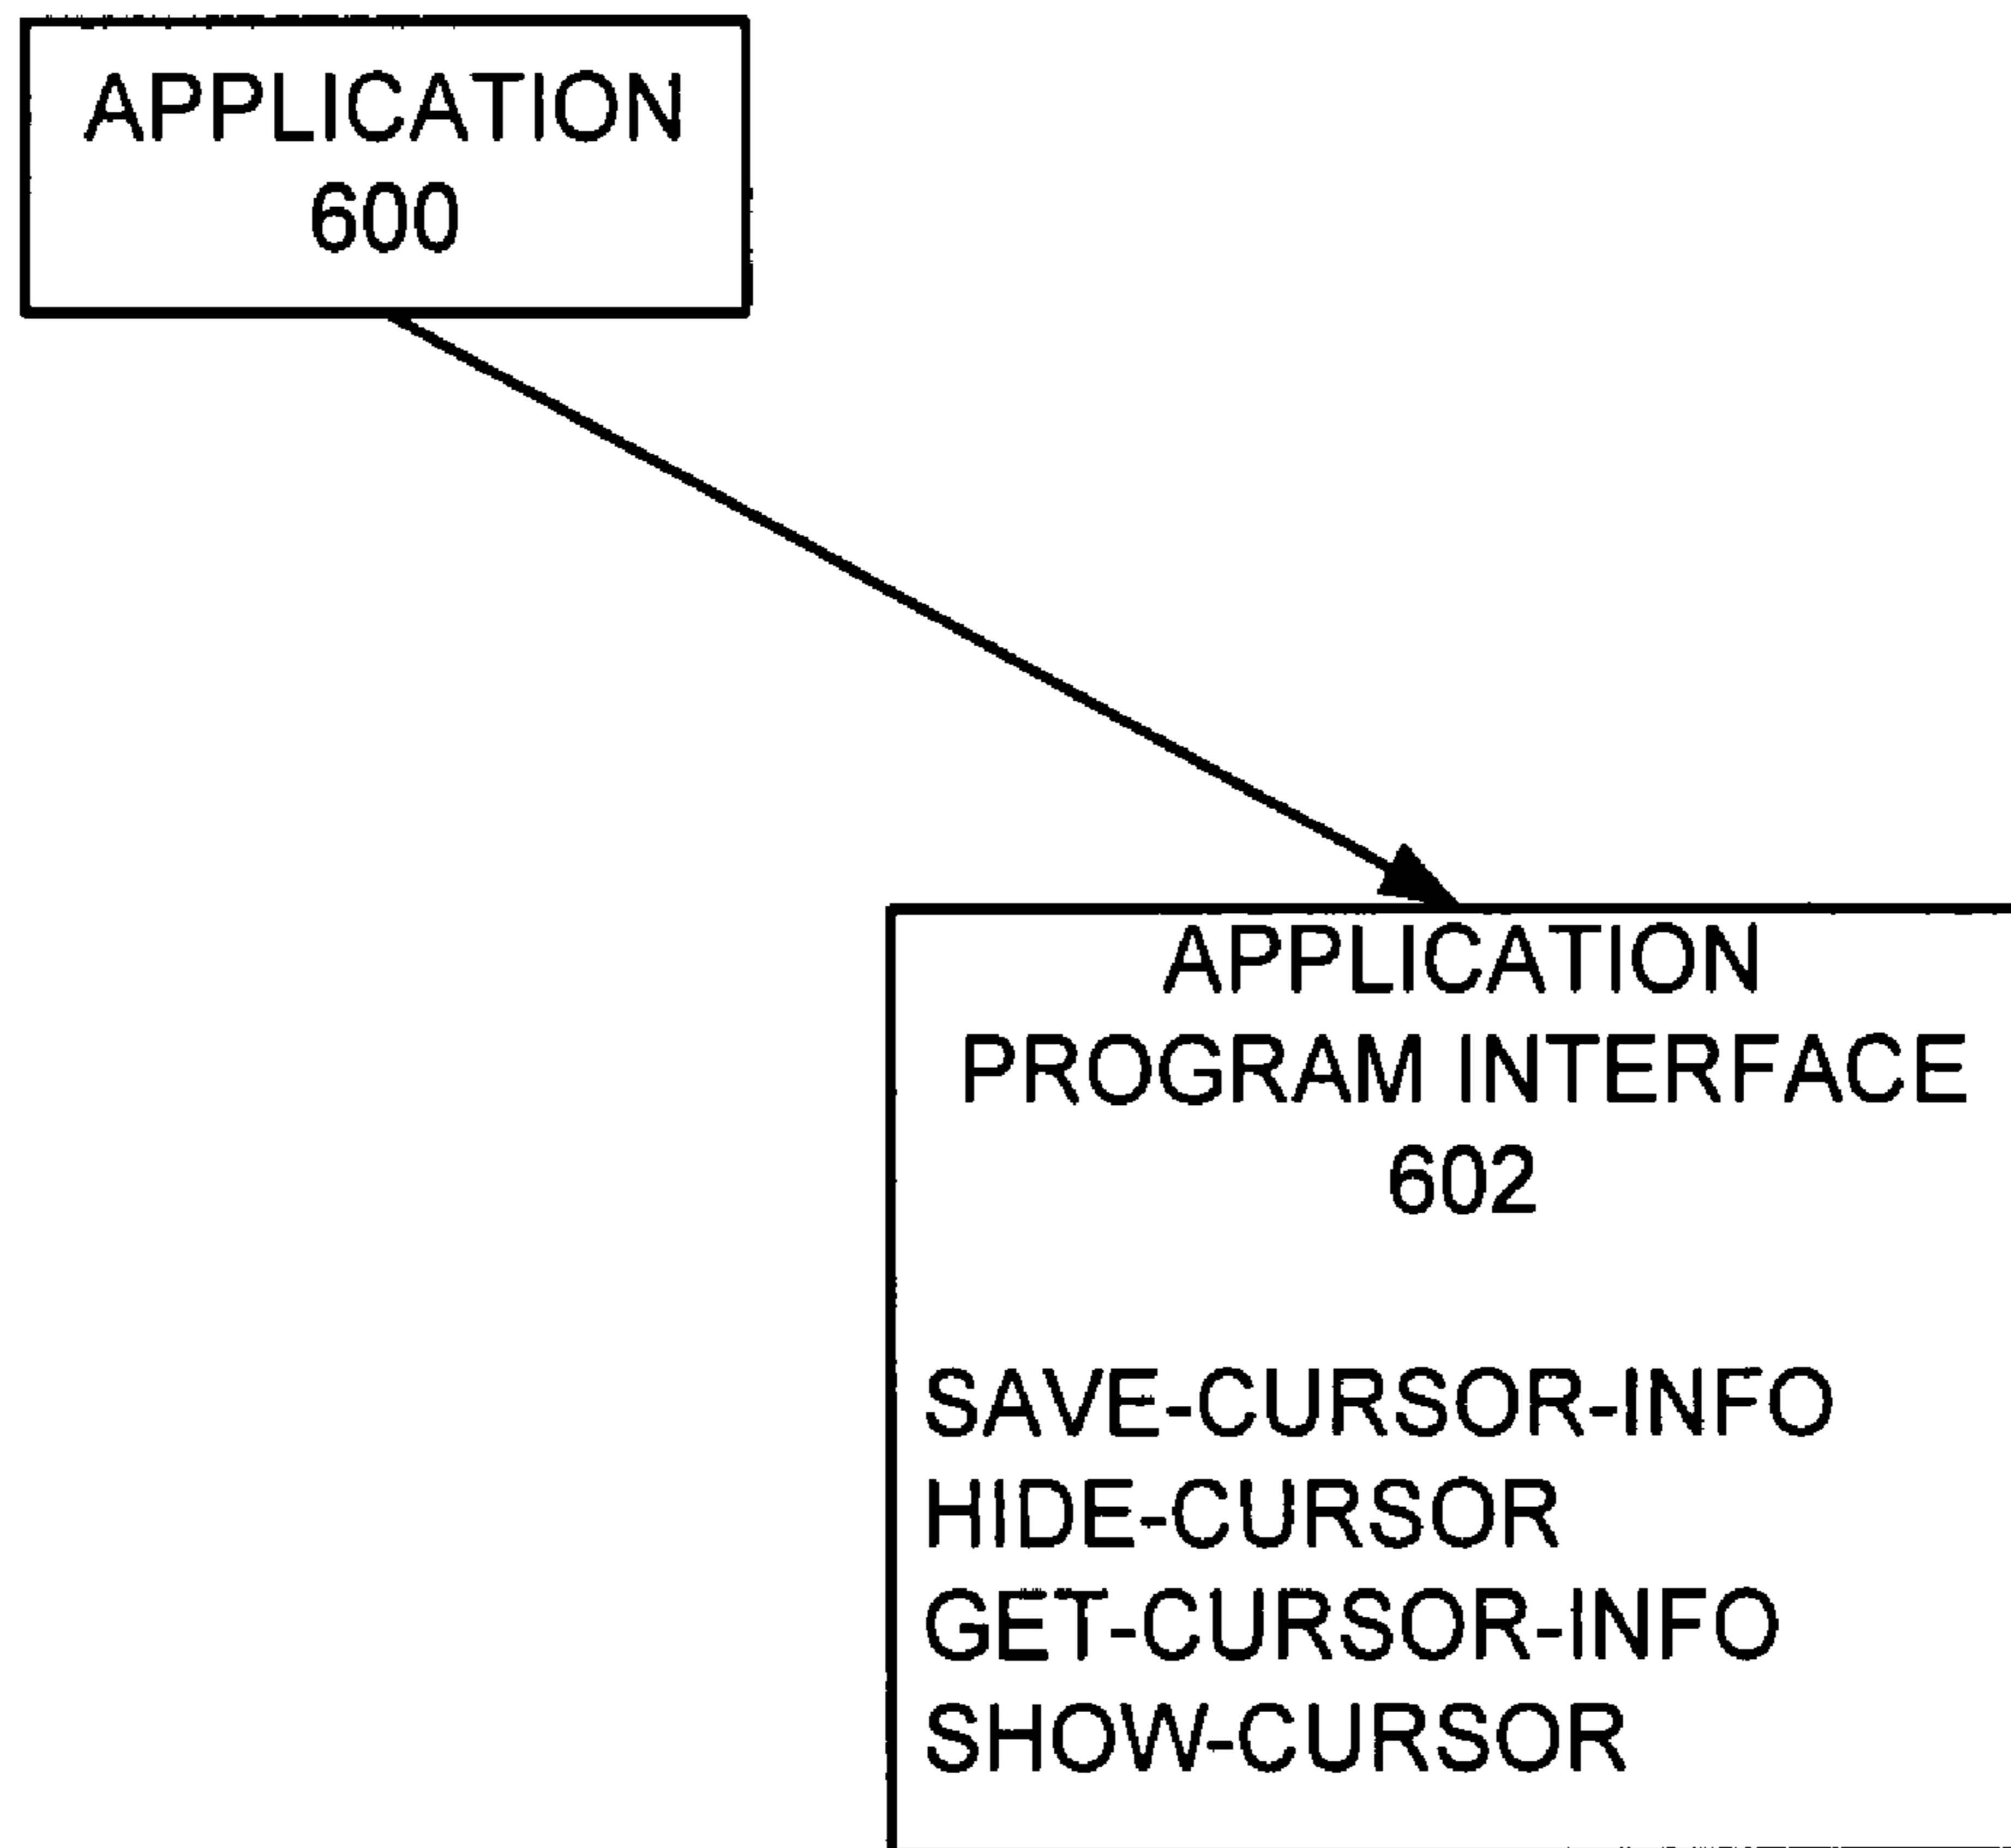 APPLICATION
600
APPLICATION
PROGRAM INTERFACE
602
SAVE-CURSOR-INFO
HIDE-CURSOR
GET-CURSOR-INFO
SHOW-CURSOR